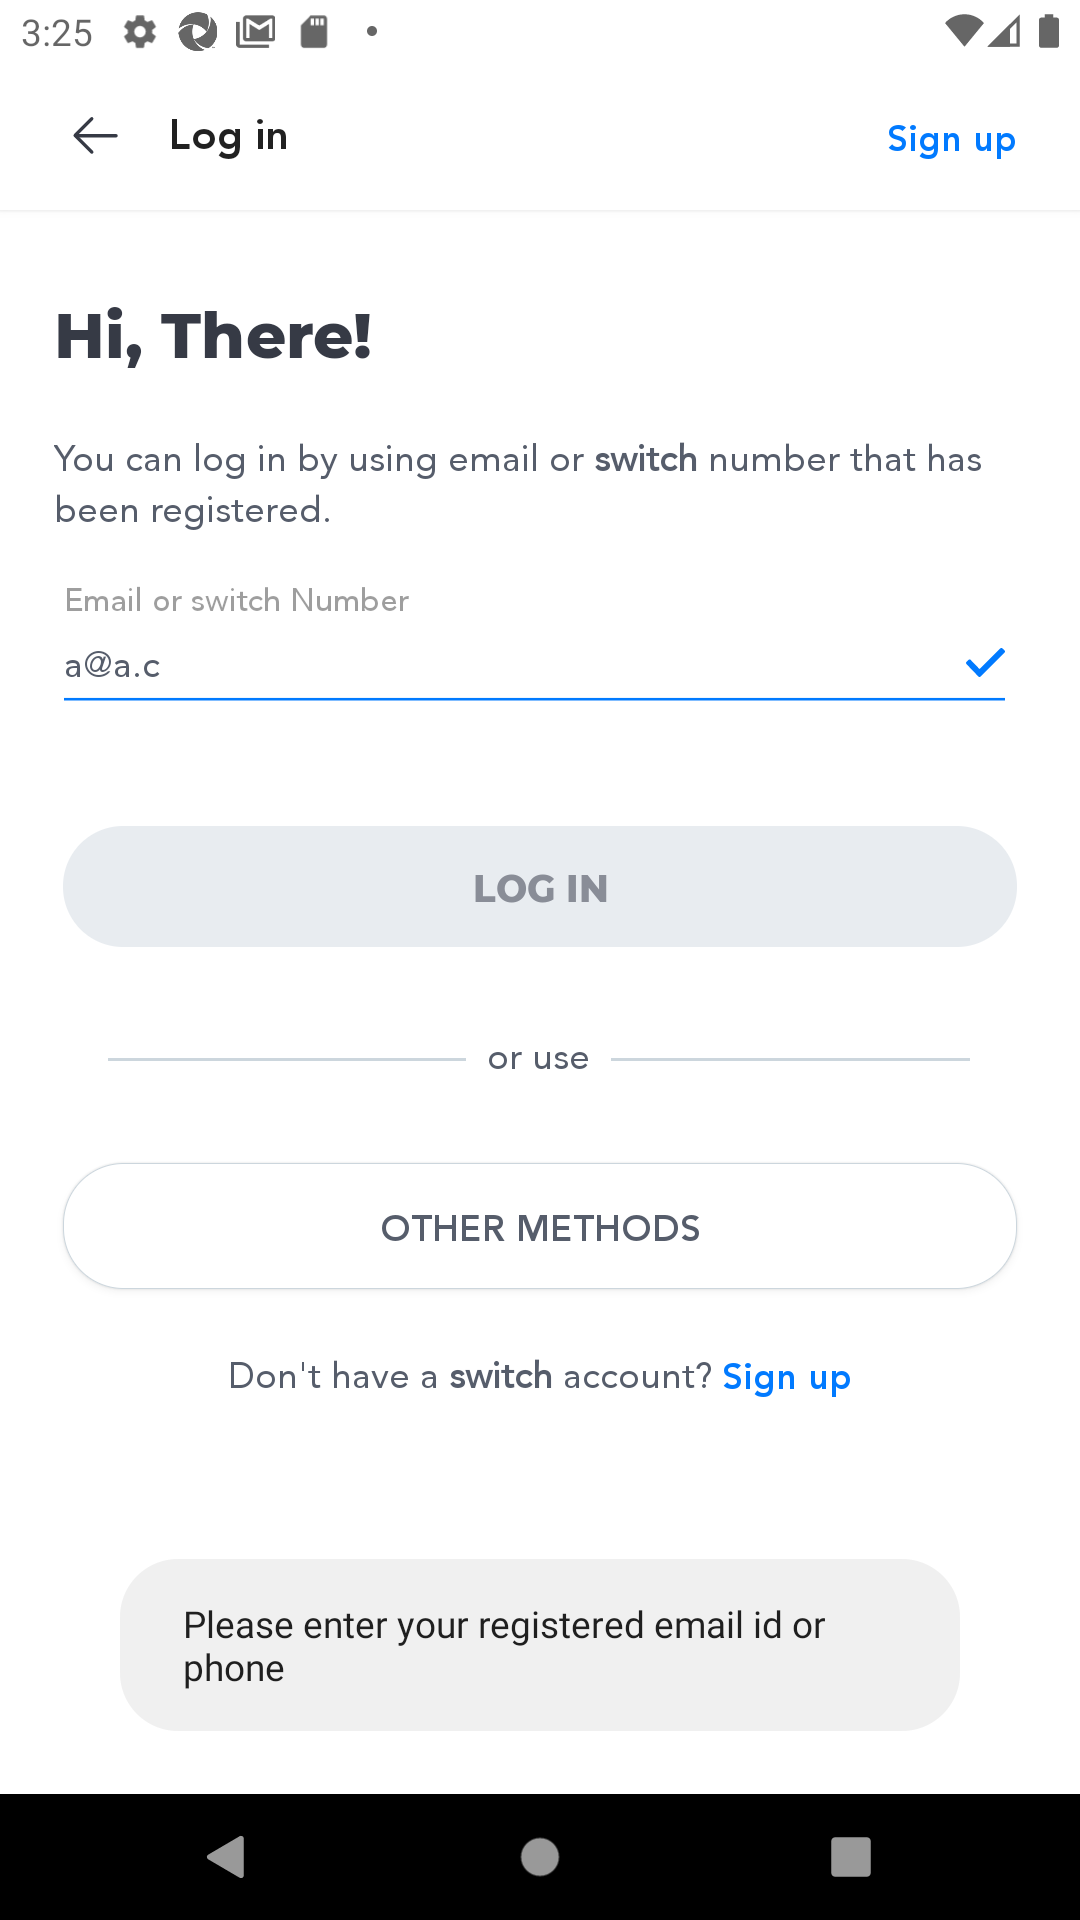 3:25
Log in
Sign up
Hi, There!
You can log in by using email or switch number that has
been registered.
Email or switch Number
a@a.c
LOG IN
or use
OTHER METHODS
Don't have a switch account? Sign up
Please enter your registered email id or
phone